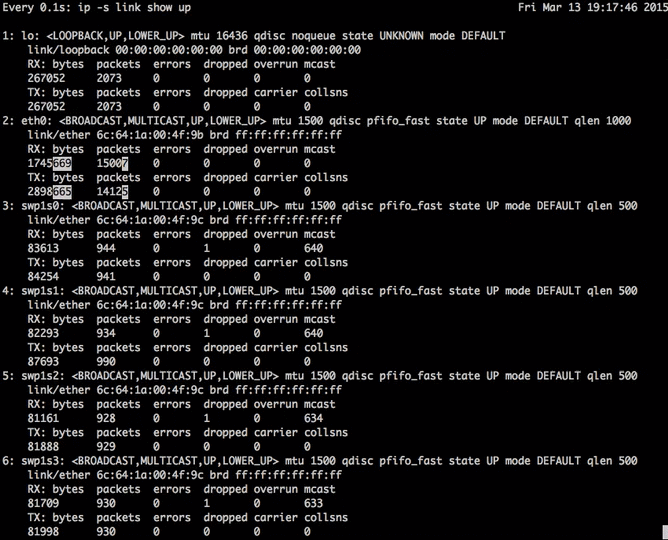 Every 0.1s: ip -s link show up Fri Mar 13 19:17:46 2015
1: lo: <LOOPBACK,UP,LOWER_UP> mtu 16436 qdisc noqueue state UNKNOWN mode DEFAULT
link/loopback 00:00:00:00:00:00 brd 00:00:00:00:00:00
RX: bytes packets errors dropped overrun mcast
267052 2073 0 0 0 0
TX: bytes packets errors dropped carrier collsns
267052 2073 0 0 0 0
2: eth0: <BROADCAST,MULTICAST,UP,LOWER_UP> mtu 1500 qdisc pfifo_fast state UP mode DEFAULT qlen 1000
link/ether 6c:64:1a:00:4f:9b brd ff:ff:ff:ff:ff:ff
RX: bytes packets errors dropped overrun mcast
1745669 15007 0 0 0 0
TX: bytes packets errors dropped carrier collsns
2898665 14125 0 0 0 0
3: swp1s0: <BROADCAST,MULTICAST,UP,LOWER_UP> mtu 1500 qdisc pfifo_fast state UP mode DEFAULT qlen 500
link/ether 6c:64:1a:00:4f:9c brd ff:ff:ff:ff:ff:ff
RX: bytes packets errors dropped overrun mcast
83613 944 0 1 0 640
TX: bytes packets errors dropped carrier collsns
84254 941 0 0 0 0
4: swp1s1: <BROADCAST,MULTICAST,UP,LOWER_UP> mtu 1500 qdisc pfifo_fast state UP mode DEFAULT qlen 500
link/ether 6c:64:1a:00:4f:9c brd ff:ff:ff:ff:ff:ff
RX: bytes packets errors dropped overrun mcast
82293 934 0 1 0 640
TX: bytes packets errors dropped carrier collsns
87693 990 0 0 0 0
5: swp1s2: <BROADCAST,MULTICAST,UP,LOWER_UP> mtu 1500 qdisc pfifo_fast state UP mode DEFAULT qlen 500
link/ether 6c:64:1a:00:4f:9c brd ff:ff:ff:ff:ff:ff
RX: bytes packets errors dropped overrun mcast
81161 928 0 1 0 634
TX: bytes packets errors dropped carrier collsns
81888 929 0 0 0 0
6: swp1s3: <BROADCAST,MULTICAST,UP,LOWER_UP> mtu 1500 qdisc pfifo_fast state UP mode DEFAULT qlen 500
link/ether 6c:64:1a:00:4f:9c brd ff:ff:ff:ff:ff:ff
RX: bytes packets errors dropped overrun mcast
81709 930 0 1 0 633
TX: bytes packets errors dropped carrier collsns
81998 930 0 0 0 0